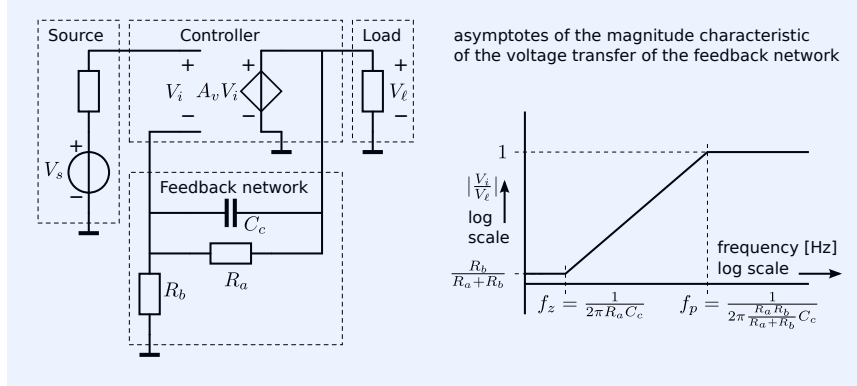 Source
Controller
Load
asymptotes of the magnitude characteristic
of the voltage transfer of the feedback network
+
V_i
−
A_v V_i
+
−
+
V_ℓ
−
V_s
+
−
Feedback network
C_c
R_a
R_b
1
|V_i/V_ℓ|
log
scale
R_b/(R_a+R_b)
frequency [Hz]
log scale
f_z = 1/(2πR_aC_c)
f_p = 1/(2π(R_aR_b/(R_a+R_b))C_c)